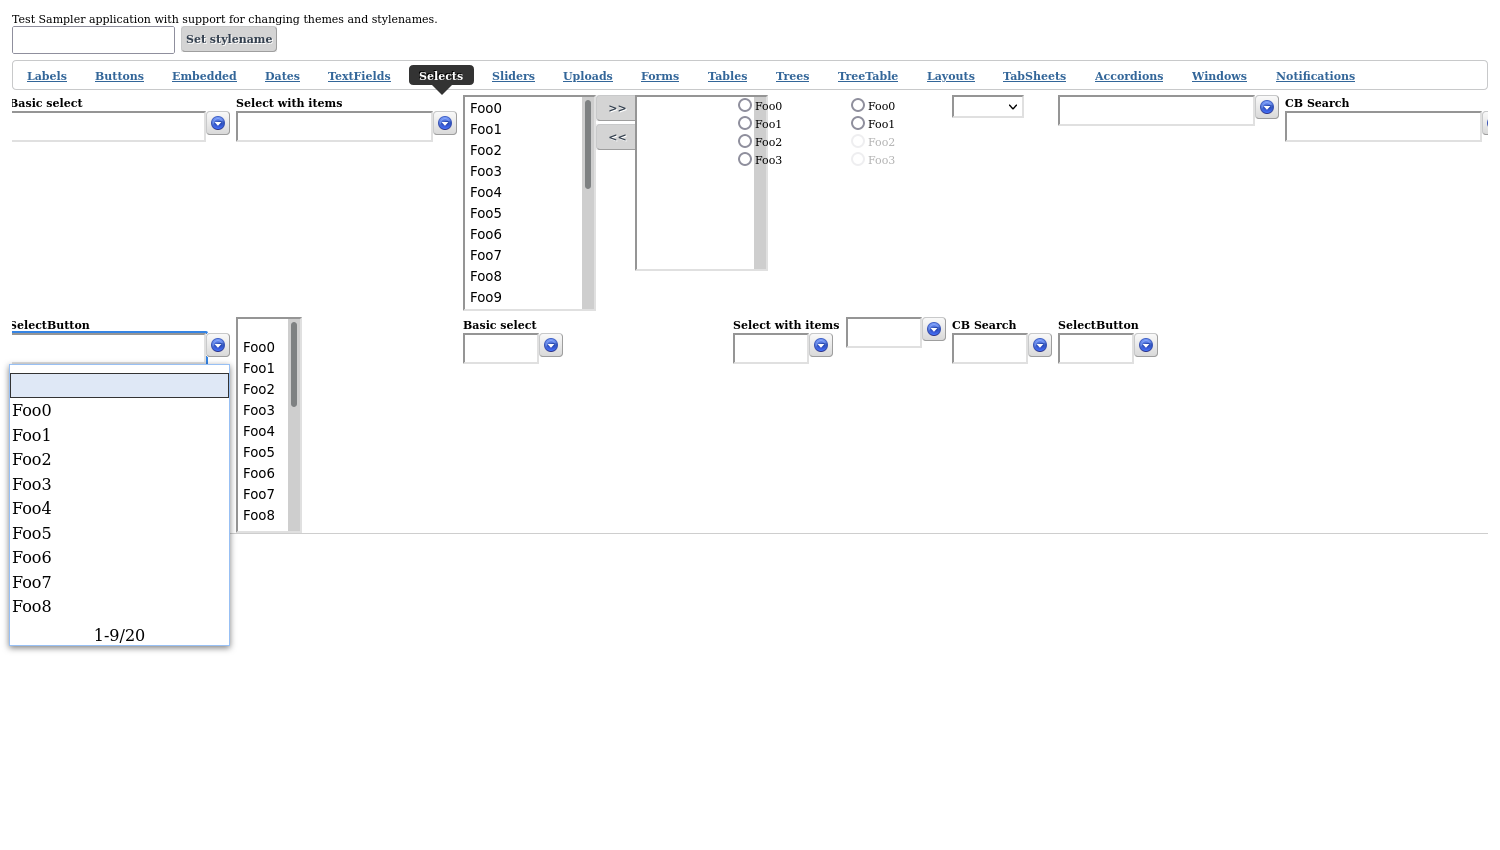 Test Sampler application with support for changing themes and stylenames.
Set stylename
Labels Buttons Embedded Dates TextFields Selects Sliders Uploads Forms Tables Trees TreeTable Layouts TabSheets Accordions Windows Notifications
Basic select
Select with items
Foo0
Foo1
Foo2
Foo3
Foo4
Foo5
Foo6
Foo7
Foo8
Foo9
>>
<<
Foo0
Foo1
Foo2
Foo3
Foo0
Foo1
Foo2
Foo3
CB Search
SelectButton
Foo0
Foo1
Foo2
Foo3
Foo4
Foo5
Foo6
Foo7
Foo8
1-9/20
Foo0
Foo1
Foo2
Foo3
Foo4
Foo5
Foo6
Foo7
Foo8
Basic select
Select with items
CB Search
SelectButton